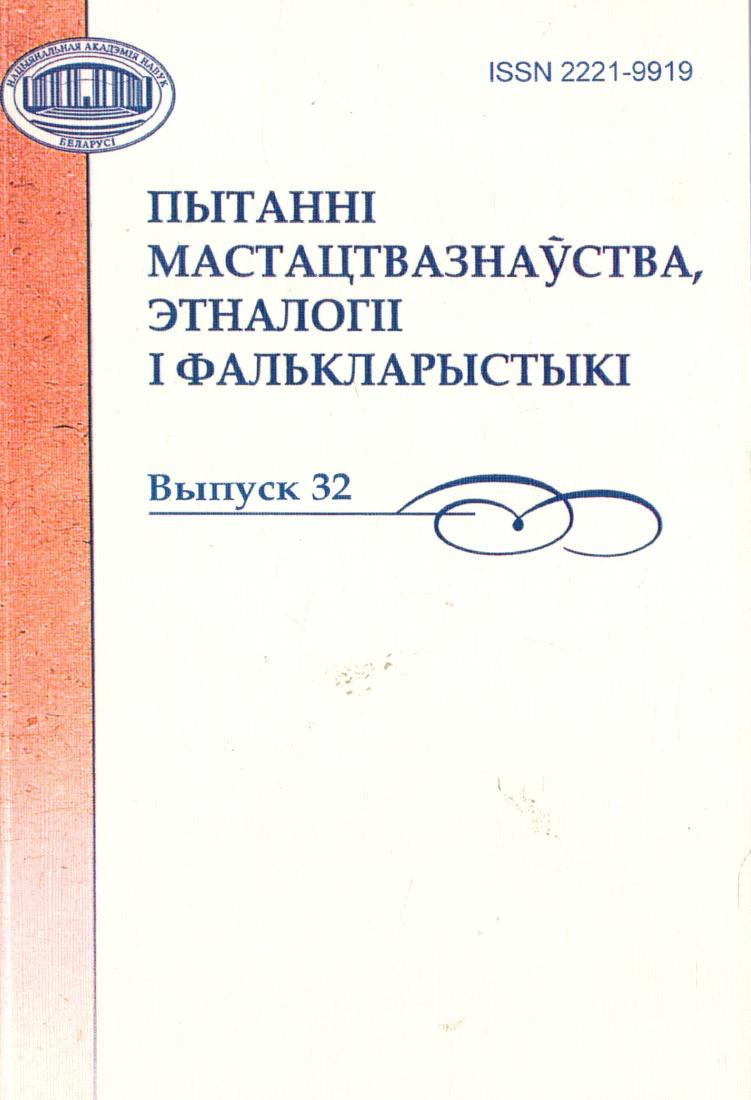 НАЦЫЯНАЛЬНАЯ АКАДЭМІЯ НАВУК
БЕЛАРУСІ
ISSN 2221-9919
ПЫТАННІ
МАСТАЦТВАЗНАЎСТВА,
ЭТНАЛОГІІ
І ФАЛЬКЛАРЫСТЫКІ
Выпуск 32